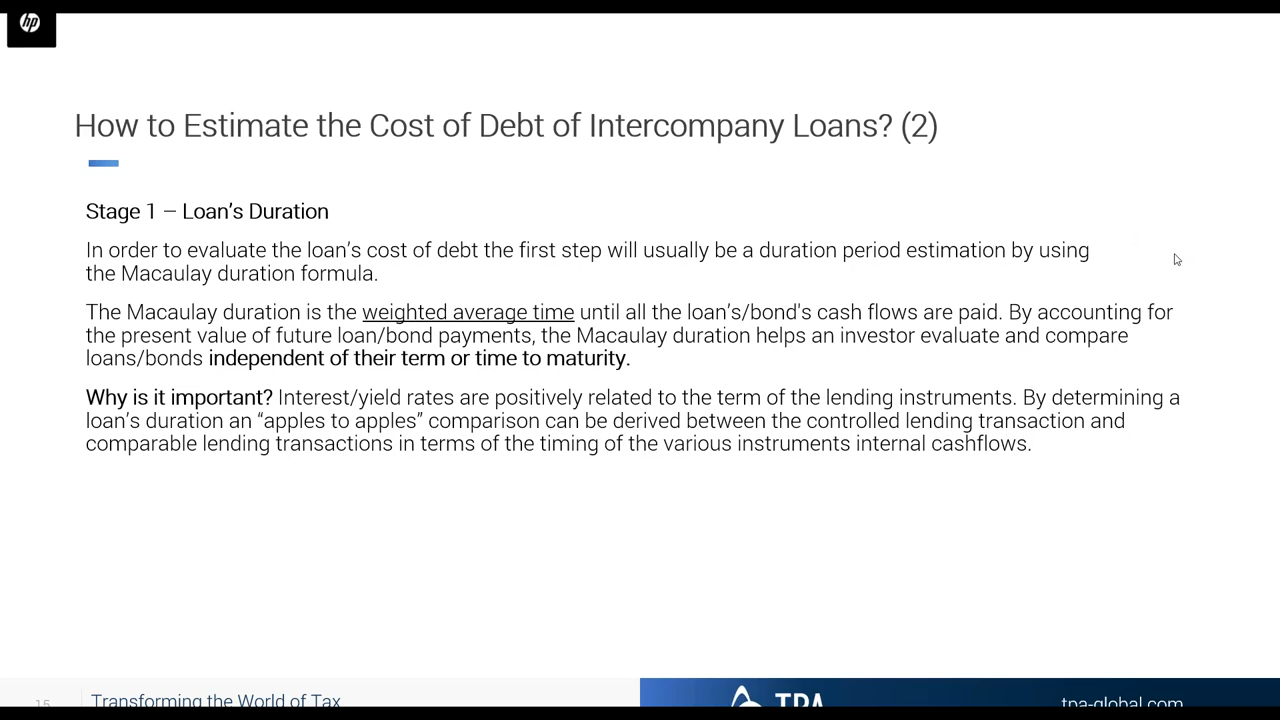 hp
How to Estimate the Cost of Debt of Intercompany Loans? (2)
Stage 1 – Loan's Duration
In order to evaluate the loan's cost of debt the first step will usually be a duration period estimation by using
the Macaulay duration formula.
The Macaulay duration is the weighted average time until all the loan's/bond's cash flows are paid. By accounting for
the present value of future loan/bond payments, the Macaulay duration helps an investor evaluate and compare
loans/bonds independent of their term or time to maturity.
Why is it important? Interest/yield rates are positively related to the term of the lending instruments. By determining a
loan's duration an “apples to apples” comparison can be derived between the controlled lending transaction and
comparable lending transactions in terms of the timing of the various instruments internal cashflows.
15
Transforming the World of Tax
TPA
tpa-global.com